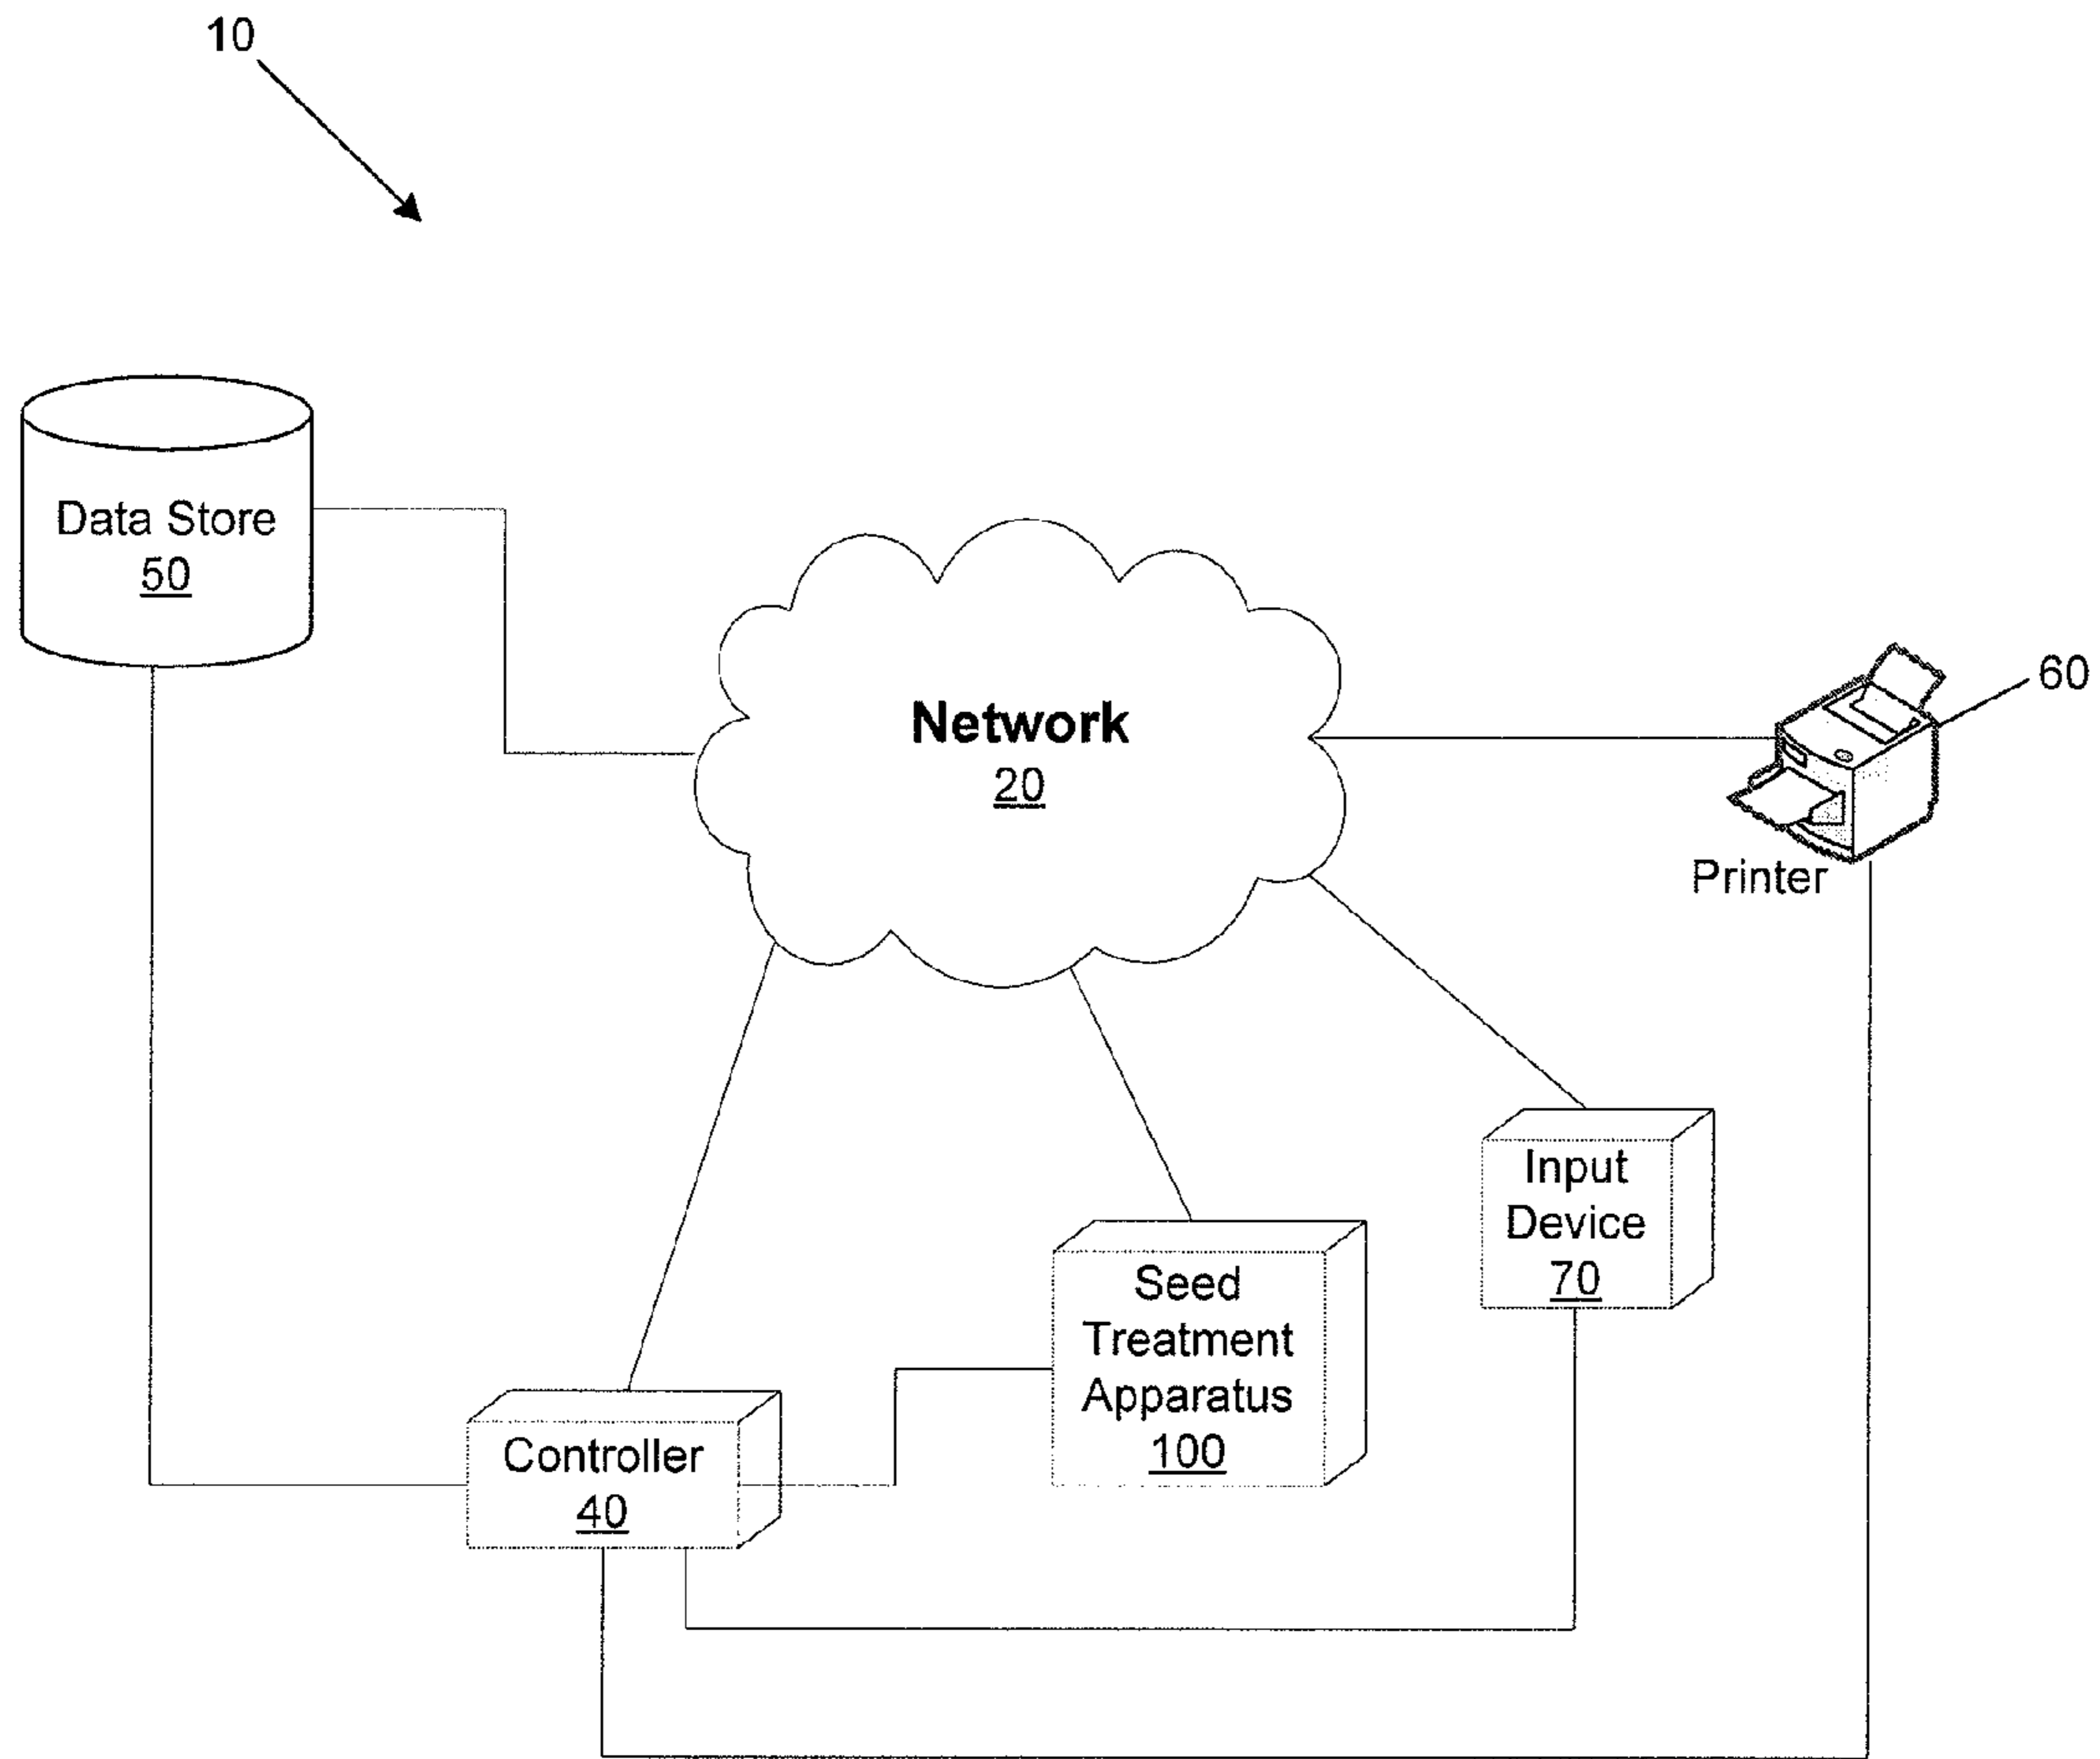 10
Data Store
50
Network
20
60
Printer
Input
Device
70
Seed
Treatment
Apparatus
100
Controller
40